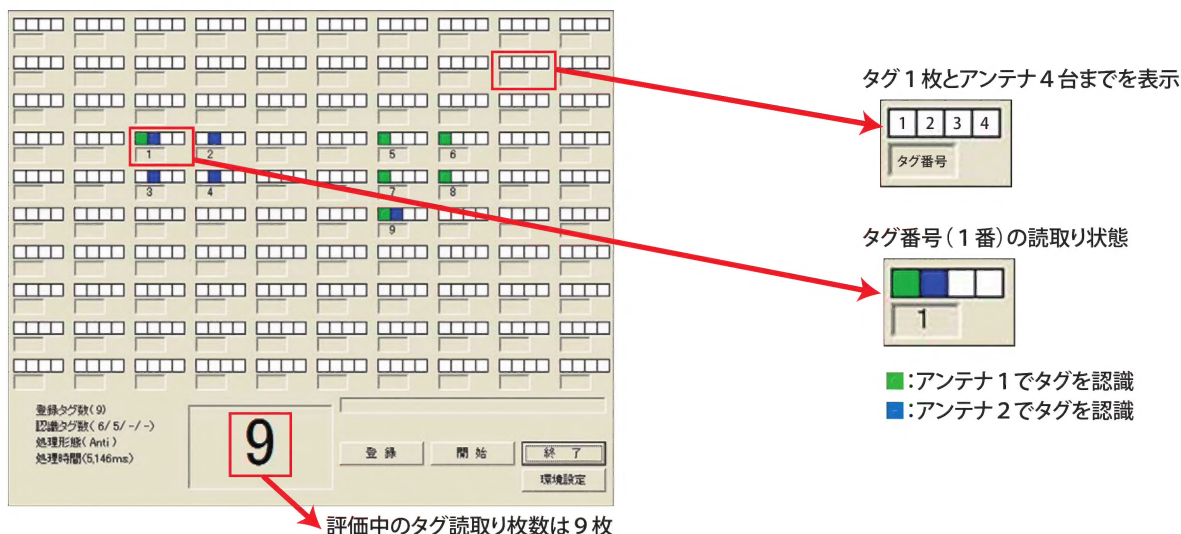 タグ1枚とアンテナ4台までを表示
1 2 3 4
タグ番号
1 2 5 6
3 4 7 8
9
タグ番号(1番)の読取り状態
1
■:アンテナ1でタグを認識
■:アンテナ2でタグを認識
登録タグ数(9)
認識タグ数( 6/ 5/ -/ -)
処理形態( Anti )
処理時間(5,146ms)
9
登 録 開 始 終 了
環境設定
評価中のタグ読取り枚数は9枚